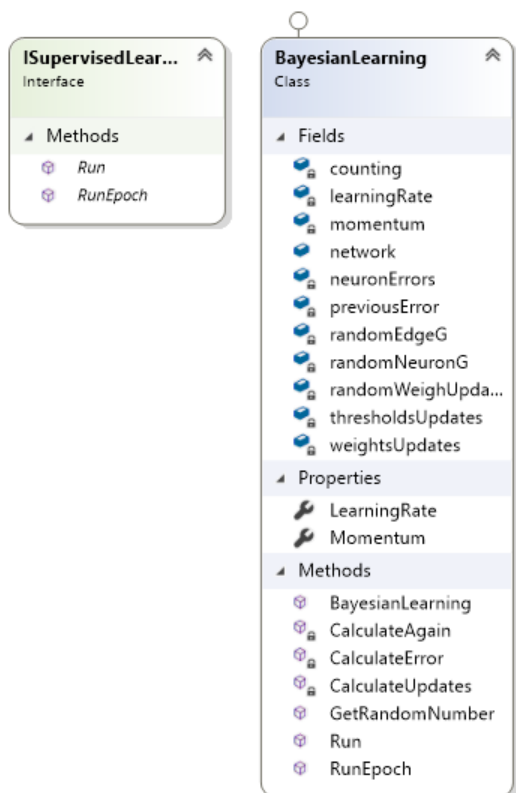 ISupervisedLear...
Interface
Methods
Run
RunEpoch
BayesianLearning
Class
Fields
counting
learningRate
momentum
network
neuronErrors
previousError
randomEdgeG
randomNeuronG
randomWeighUpda...
thresholdsUpdates
weightsUpdates
Properties
LearningRate
Momentum
Methods
BayesianLearning
CalculateAgain
CalculateError
CalculateUpdates
GetRandomNumber
Run
RunEpoch